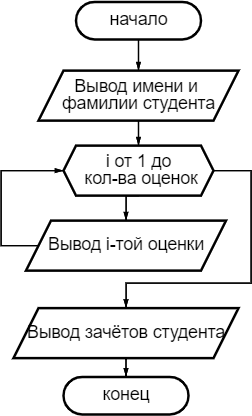 начало
Вывод имени и
фамилии студента
i от 1 до
кол-ва оценок
Вывод i-той оценки
Вывод зачётов студента
конец